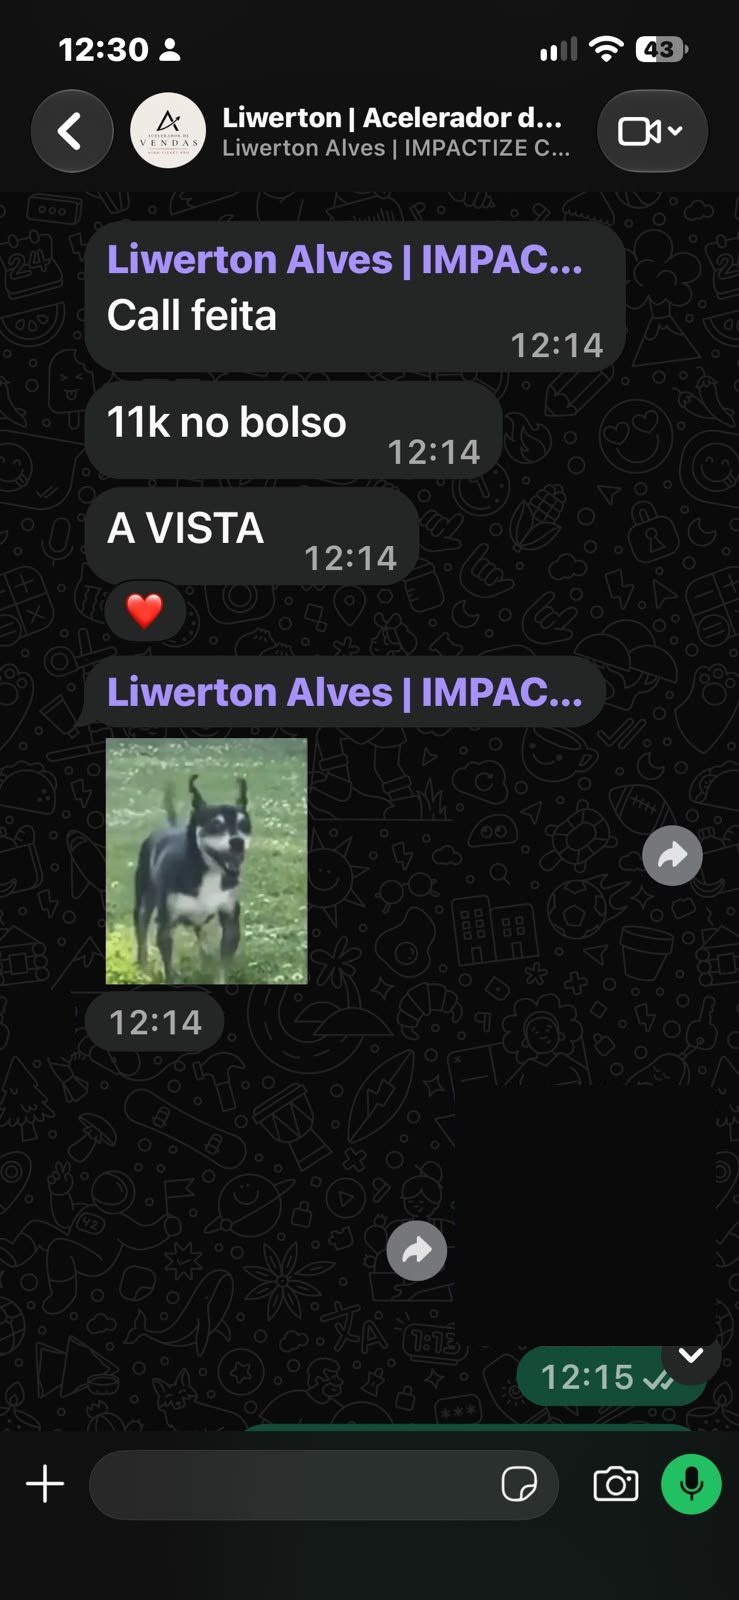 12:30
43
Liwerton | Acelerador d...
Liwerton Alves | IMPACTIZE C...
VENDAS
Liwerton Alves | IMPAC...
Call feita
12:14
11k no bolso
12:14
A VISTA
12:14
Liwerton Alves | IMPAC...
12:14
12:15